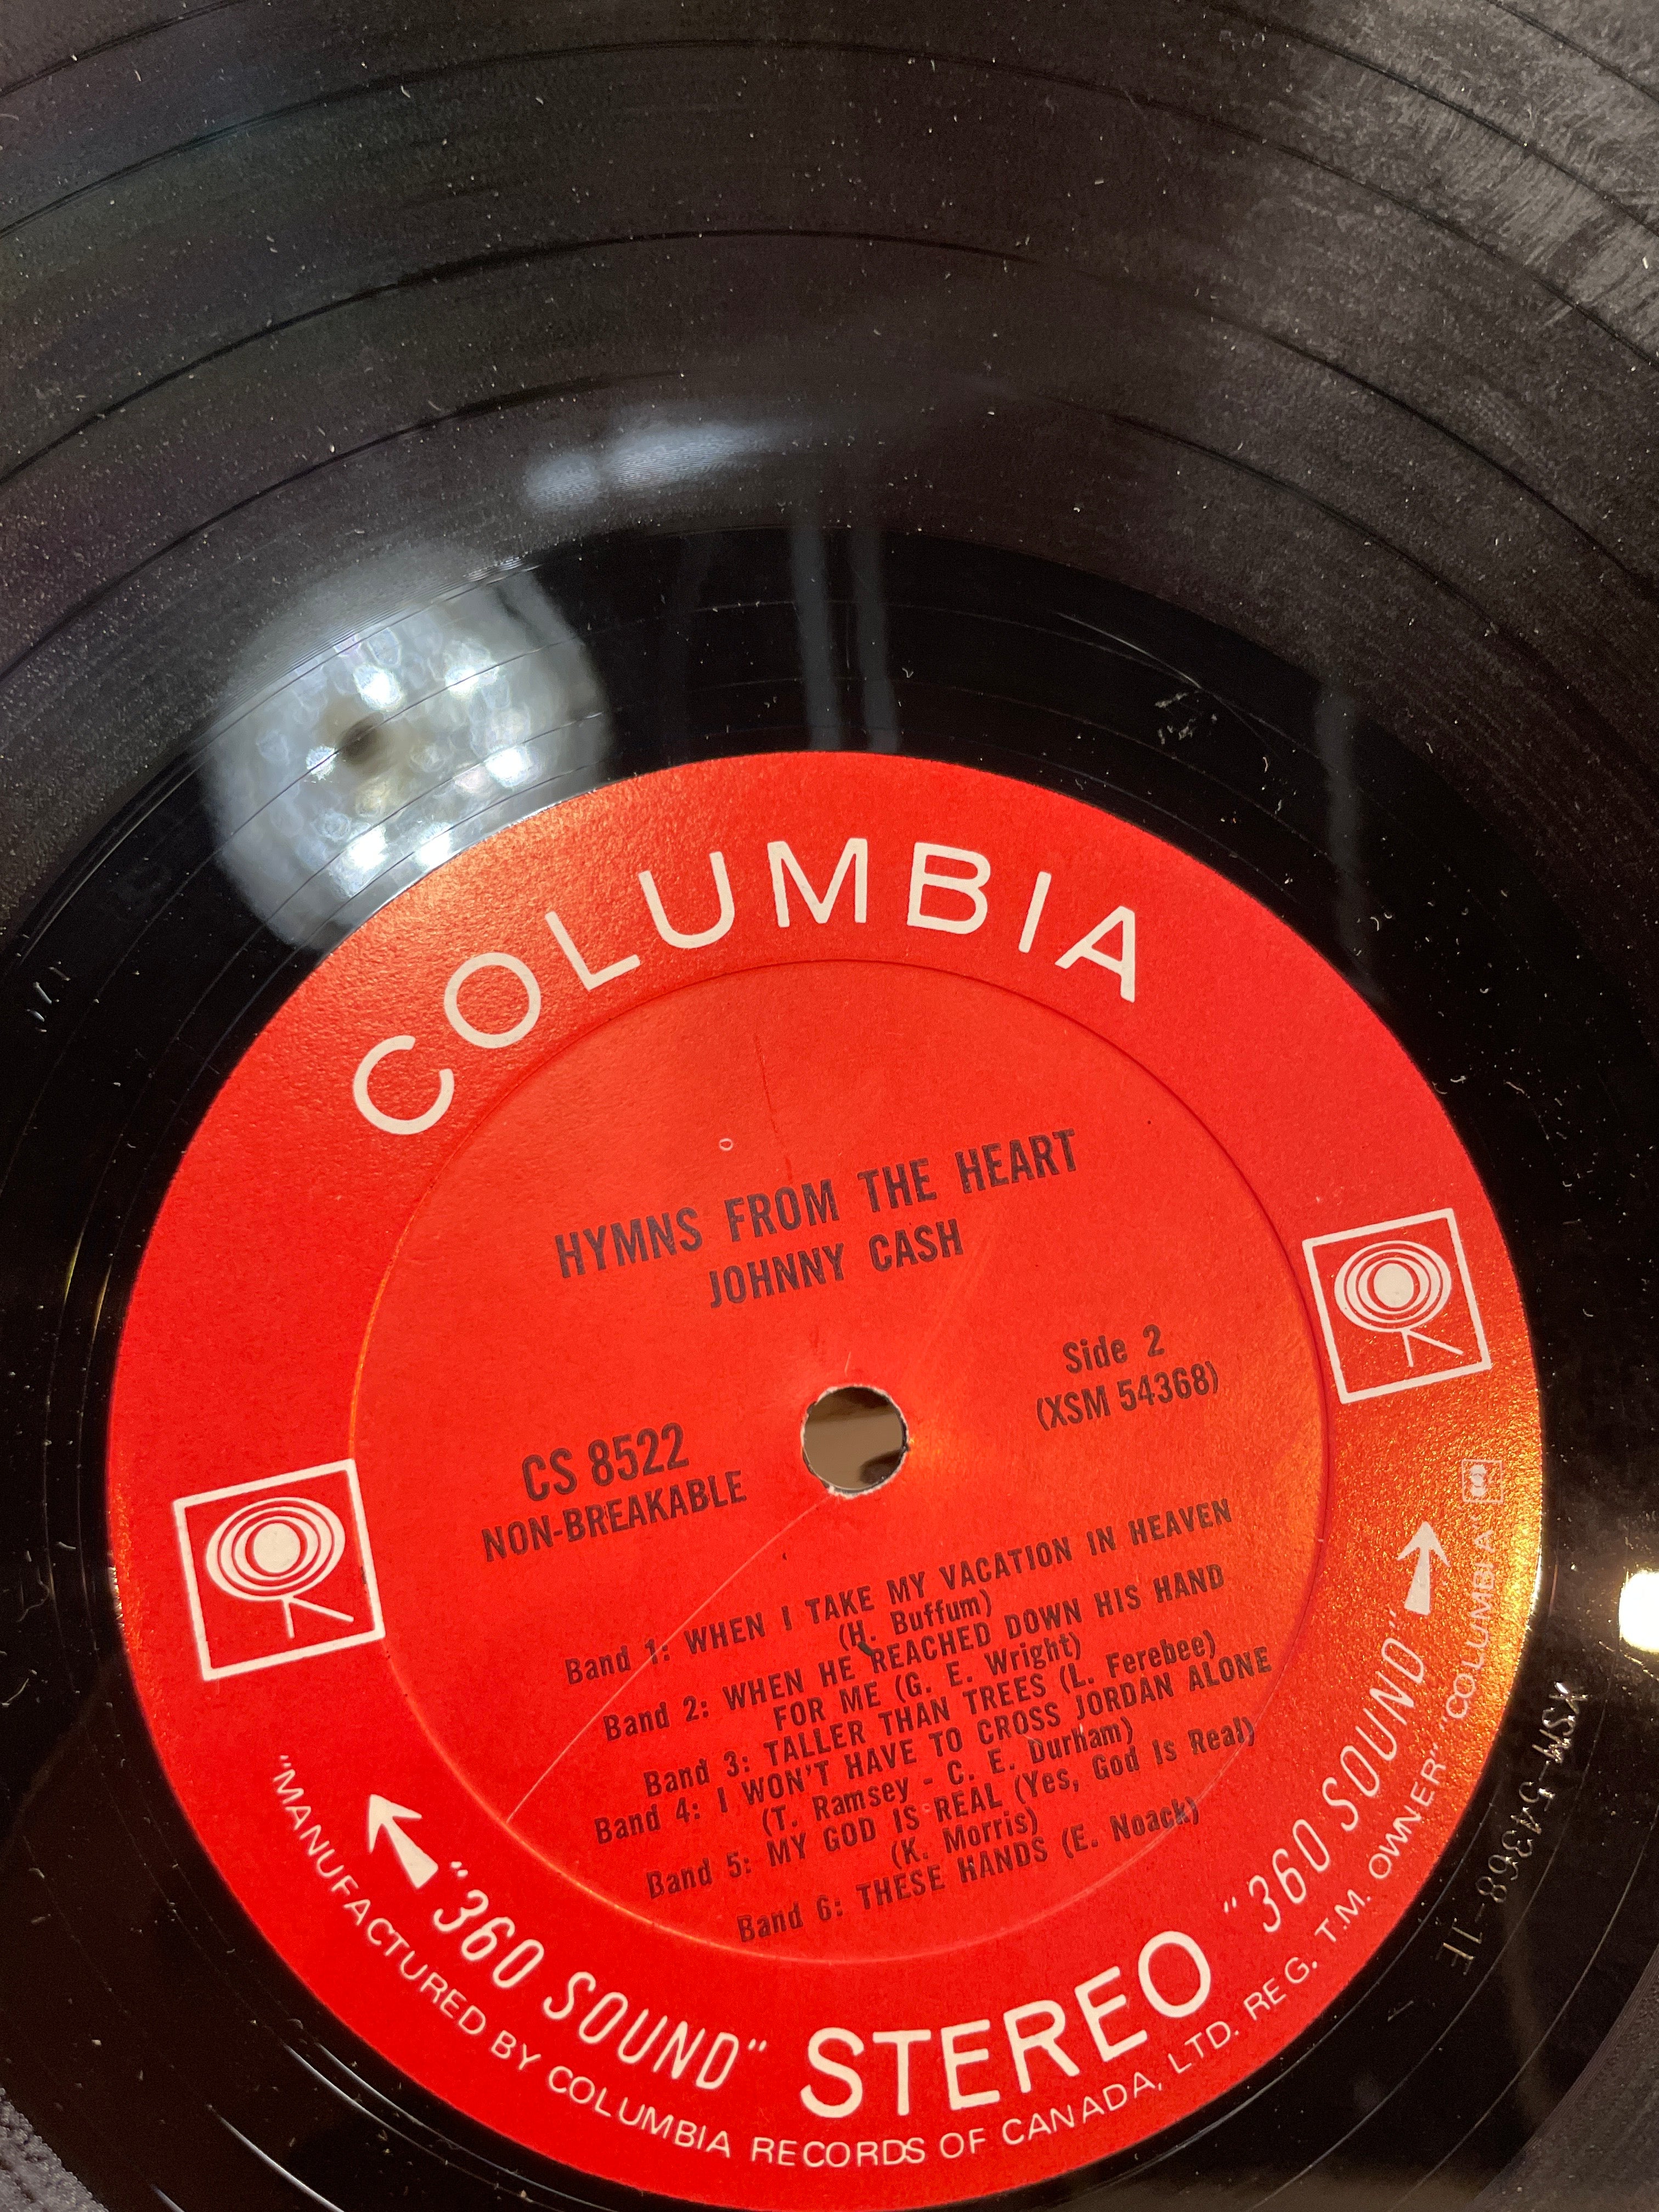 COLUMBIA
HYMNS FROM THE HEART
JOHNNY CASH
Side 2
(XSM 54368)
CS 8522
NON-BREAKABLE
Band 1: WHEN I TAKE MY VACATION IN HEAVEN
(H. Buffum)
Band 2: WHEN HE REACHED DOWN HIS HAND
FOR ME (G. E. Wright)
Band 3: TALLER THAN TREES (L. Ferebee)
Band 4: I WON'T HAVE TO CROSS JORDAN ALONE
(T. Ramsey - C. E. Durham)
Band 5: MY GOD IS REAL (Yes, God Is Real)
(K. Morris)
Band 6: THESE HANDS (E. Noack)
"360 SOUND" STEREO "360 SOUND"
"MANUFACTURED BY COLUMBIA RECORDS OF CANADA, LTD. REG. T.M. OWNER" "COLUMBIA"
XSM-54368-1F